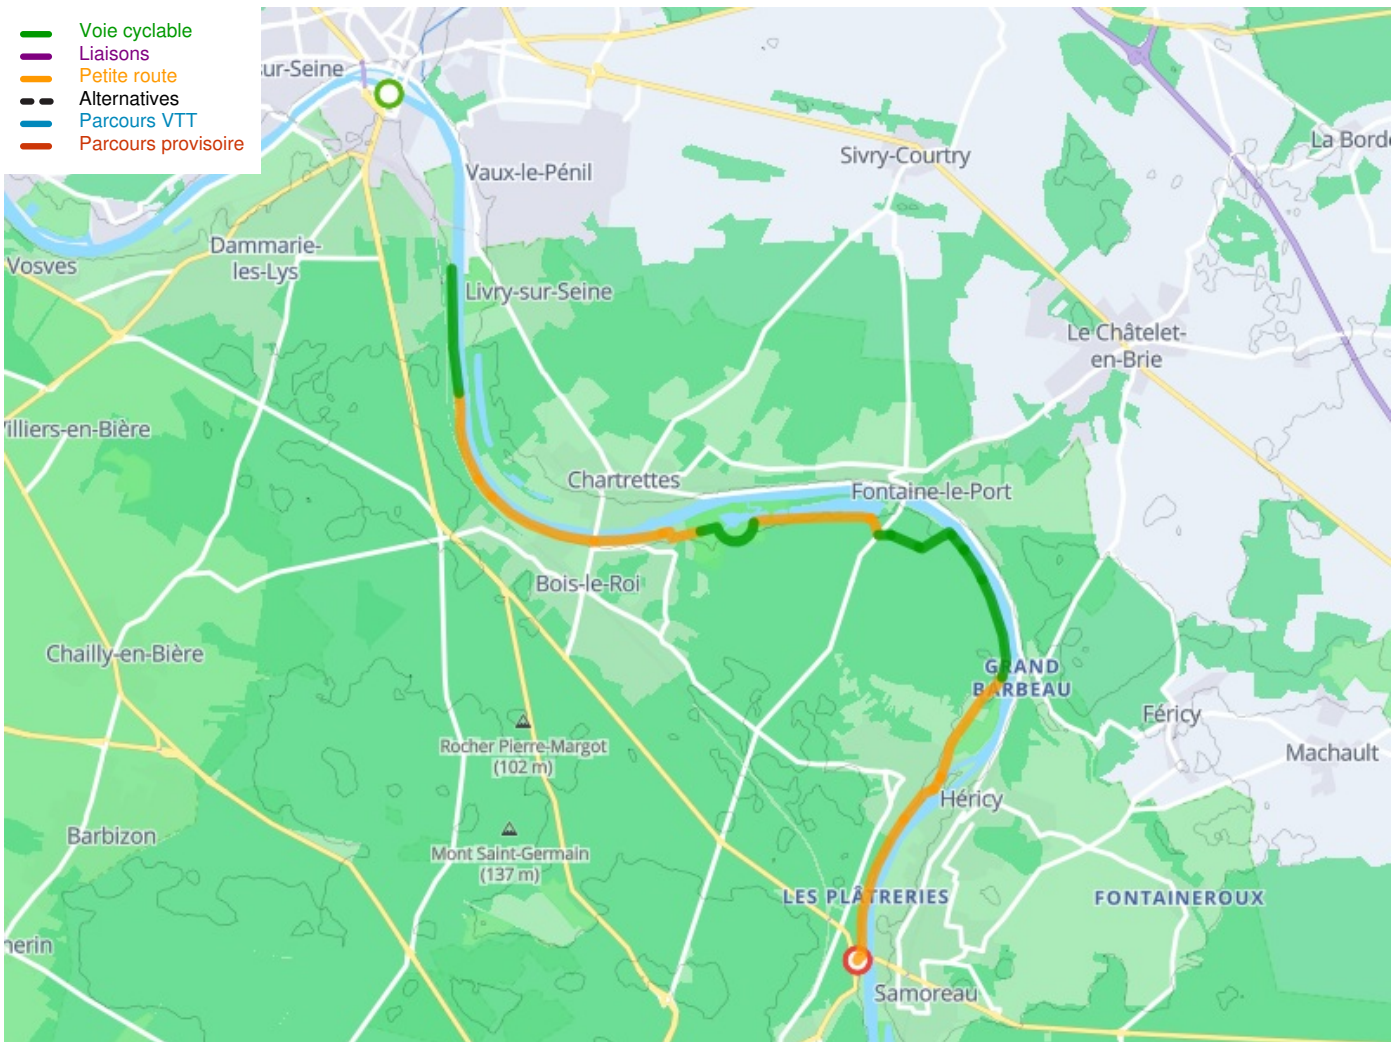 Voie cyclable
Liaisons
Petite route
Alternatives
Parcours VTT
Parcours provisoire
sur-Seine
La Borde
Sivry-Courtry
Vaux-le-Pénil
Dammarie-
les-Lys
Vosves
Livry-sur-Seine
Le Châtelet-
en-Brie
illiers-en-Bière
Chartrettes
Fontaine-le-Port
Bois-le-Roi
Chailly-en-Bière
GRAND
BARBEAU
Féricy
Rocher Pierre-Margot
(102 m)
Machault
Héricy
Barbizon
Mont Saint-Germain
(137 m)
LES PLÂTRERIES
FONTAINEROUX
nerin
Samoreau